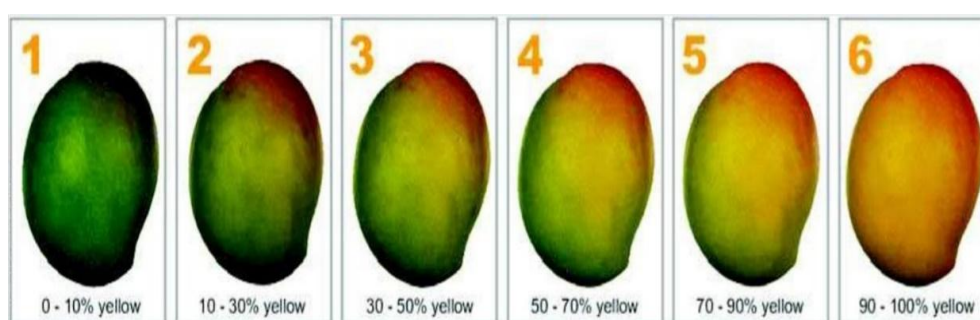 1
2
3
4
5
6
0 - 10% yellow
10 - 30% yellow
30 - 50% yellow
50 - 70% yellow
70 - 90% yellow
90 - 100% yellow